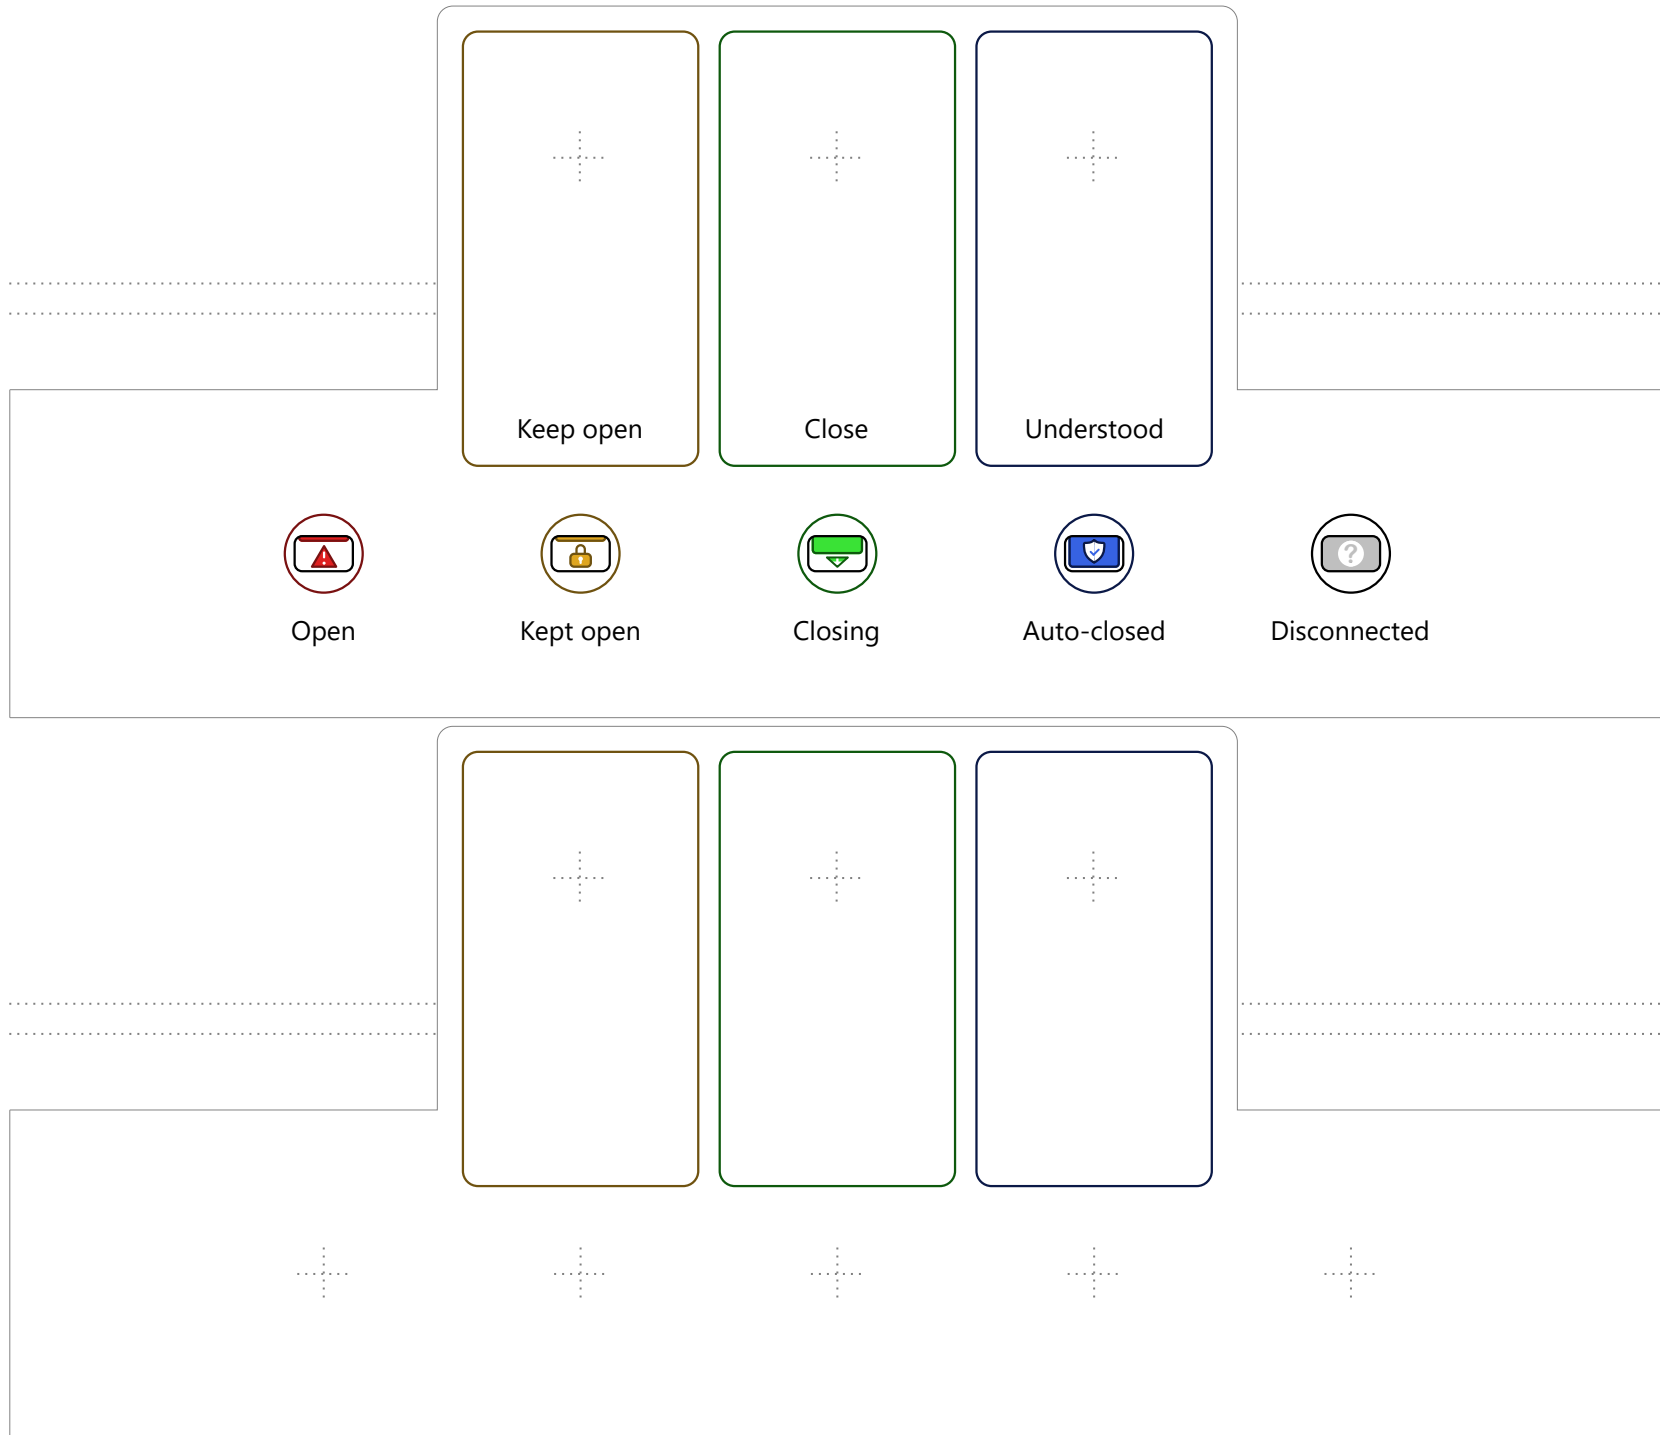 Keep open
Close
Understood
Open
Kept open
Closing
Auto-closed
Disconnected